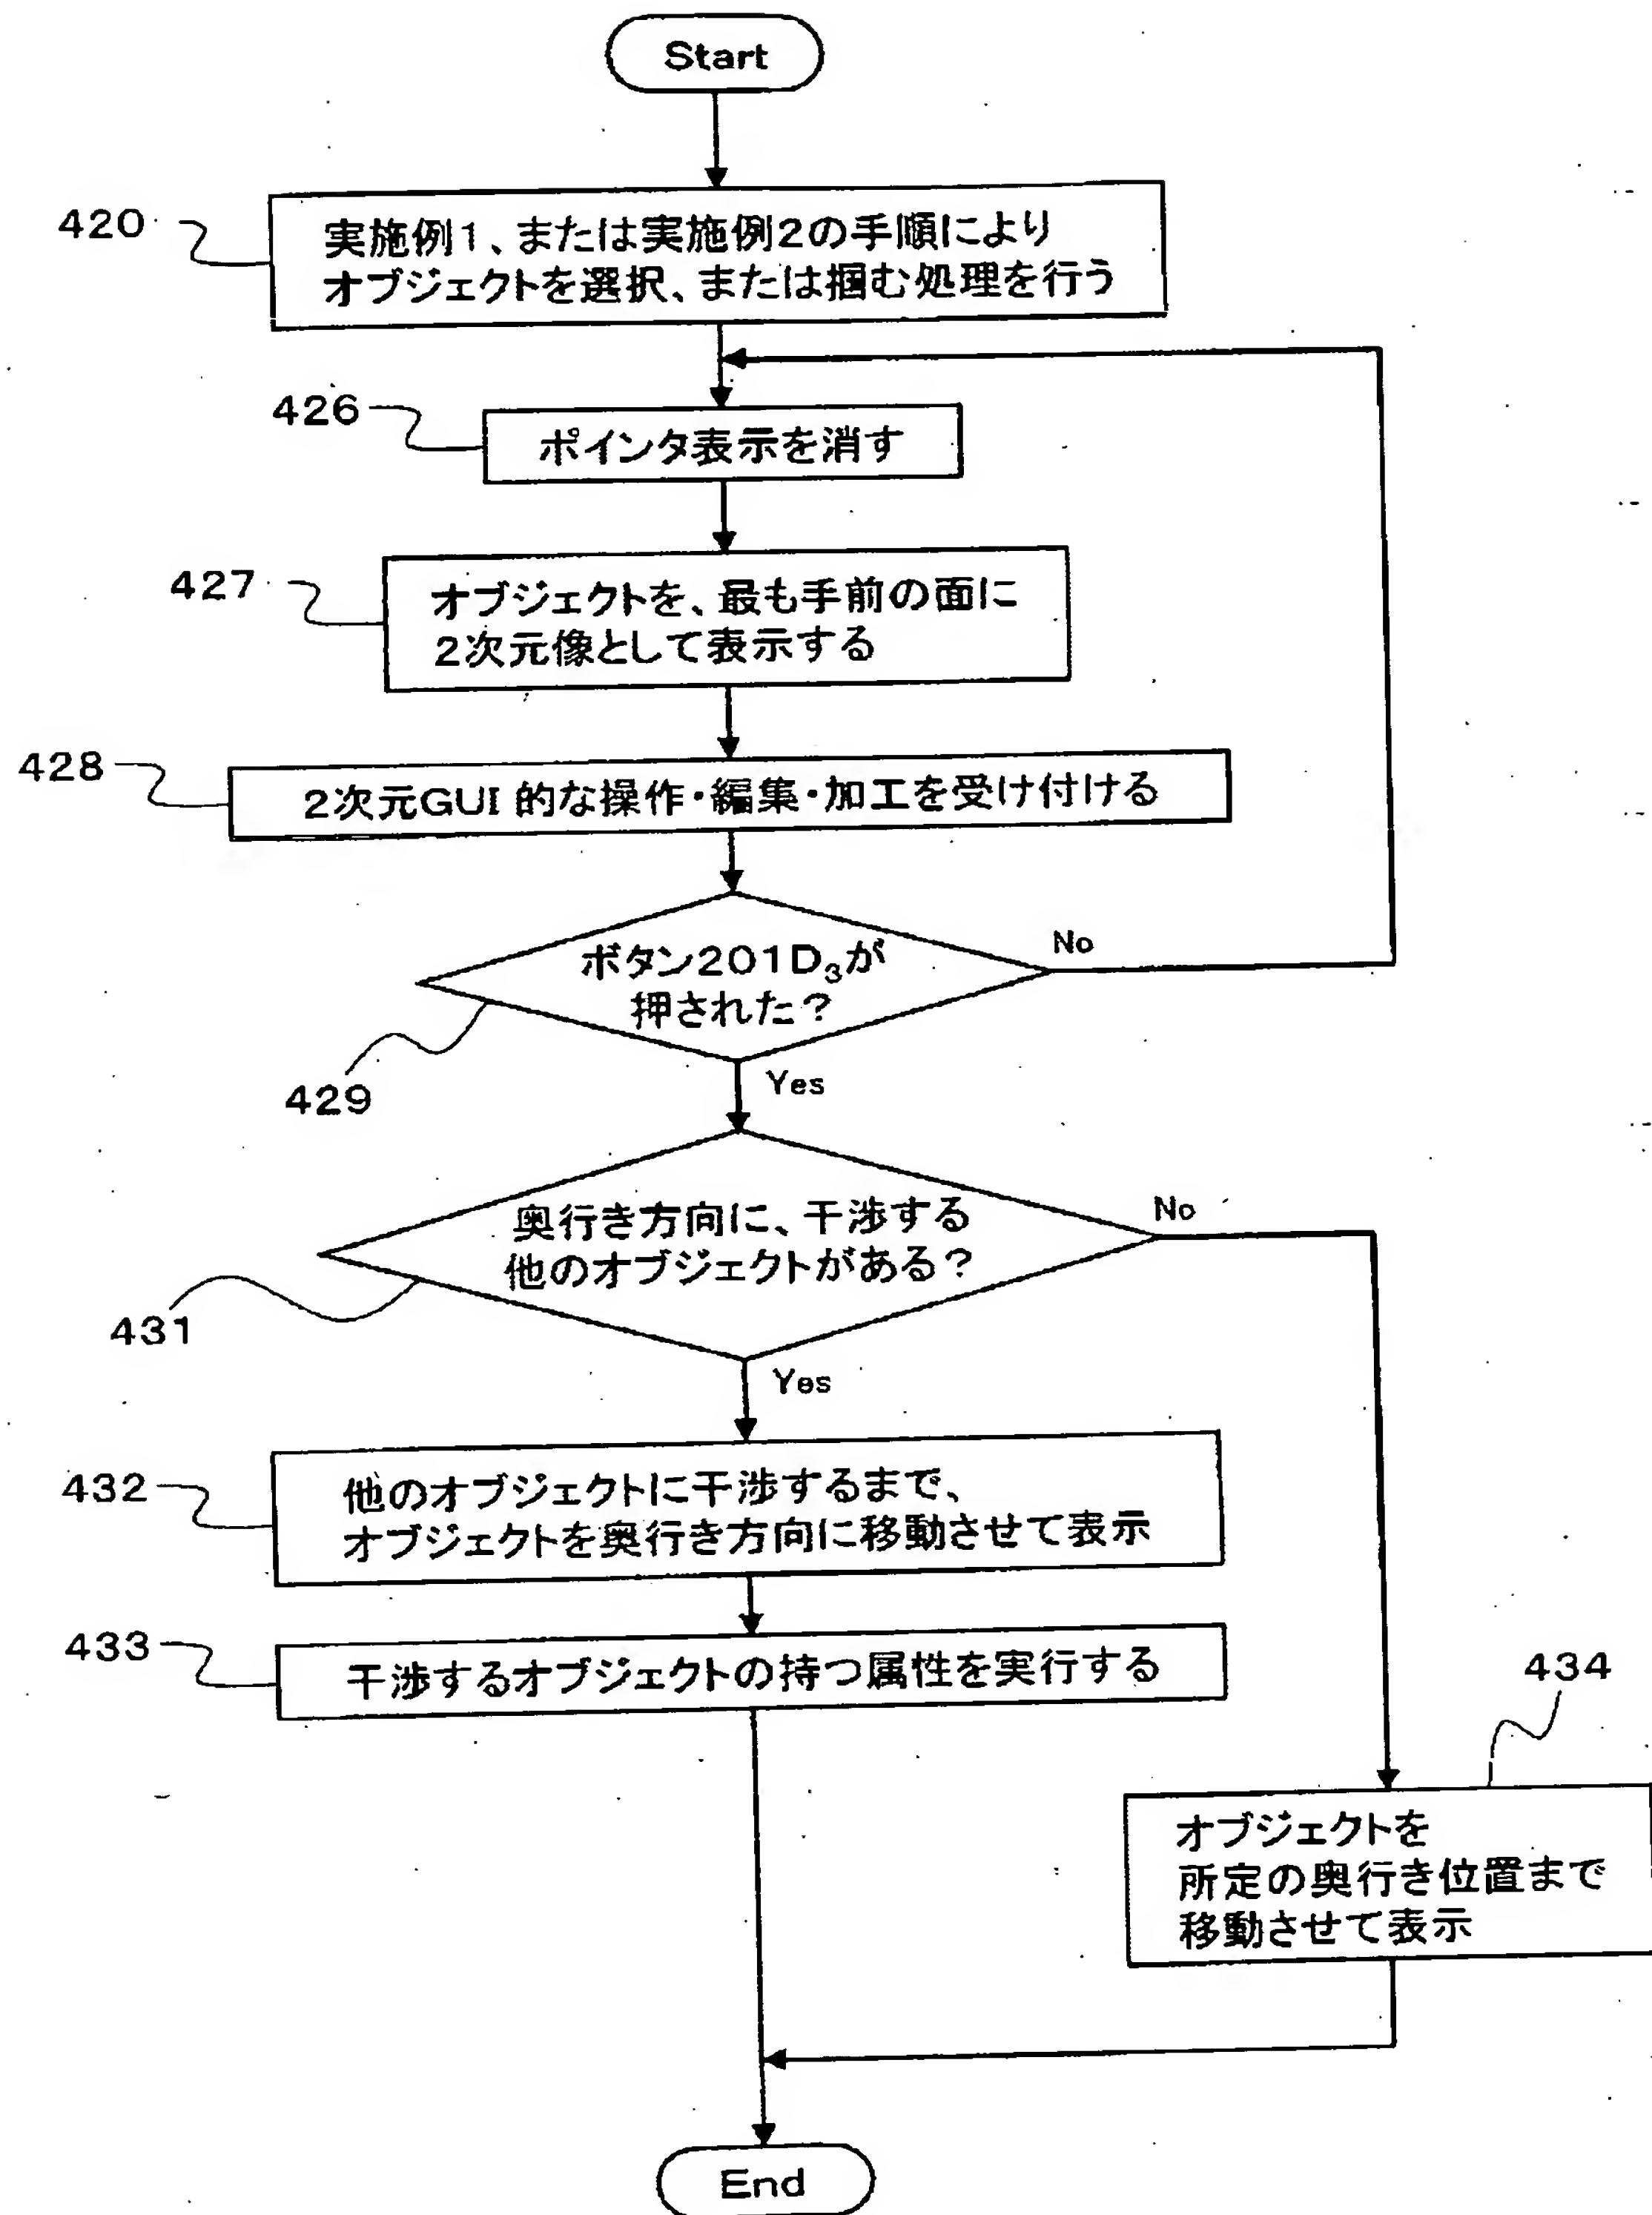 Start
420
実施例1、または実施例2の手順により
オブジェクトを選択、または掴む処理を行う
426
ポインタ表示を消す
427
オブジェクトを、最も手前の面に
2次元像として表示する
428
2次元GUI的な操作・編集・加工を受け付ける
ボタン201D₃が
押された？
No
429
Yes
奥行き方向に、干渉する
他のオブジェクトがある？
No
431
Yes
432
他のオブジェクトに干渉するまで、
オブジェクトを奥行き方向に移動させて表示
433
干渉するオブジェクトの持つ属性を実行する
434
オブジェクトを
所定の奥行き位置まで
移動させて表示
End